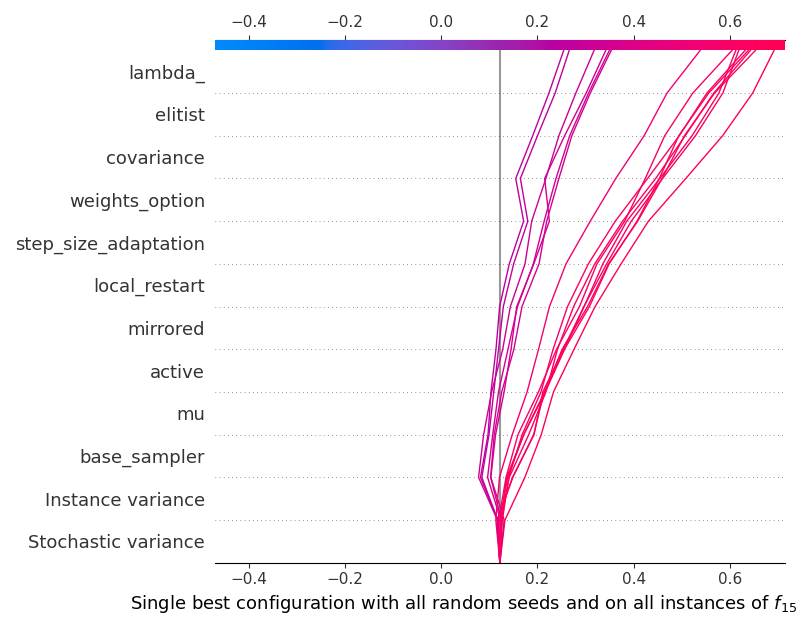 −0.4 −0.2 0.0 0.2 0.4 0.6
lambda_
elitist
covariance
weights_option
step_size_adaptation
local_restart
mirrored
active
mu
base_sampler
Instance variance
Stochastic variance
−0.4 −0.2 0.0 0.2 0.4 0.6
Single best configuration with all random seeds and on all instances of f15